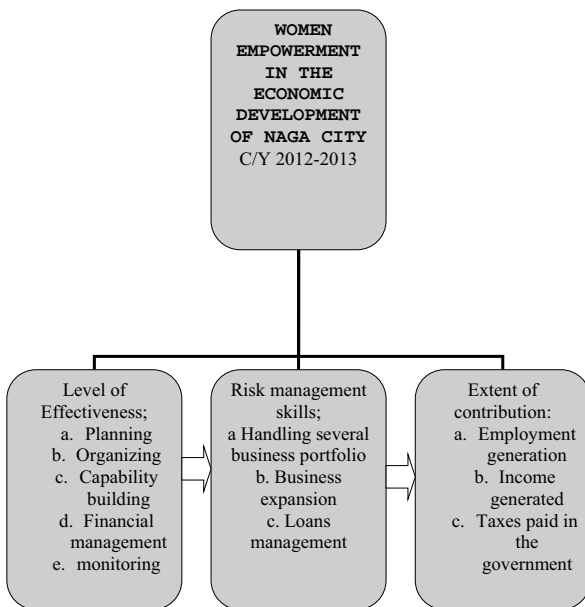 WOMEN
EMPOWERMENT
IN THE
ECONOMIC
DEVELOPMENT
OF NAGA CITY
C/Y 2012-2013
Level of
Effectiveness;
a. Planning
b. Organizing
c. Capability
building
d. Financial
management
e. monitoring
Risk management
skills;
a Handling several
business portfolio
b. Business
expansion
c. Loans
management
Extent of
contribution:
a. Employment
generation
b. Income
generated
c. Taxes paid in
the
government